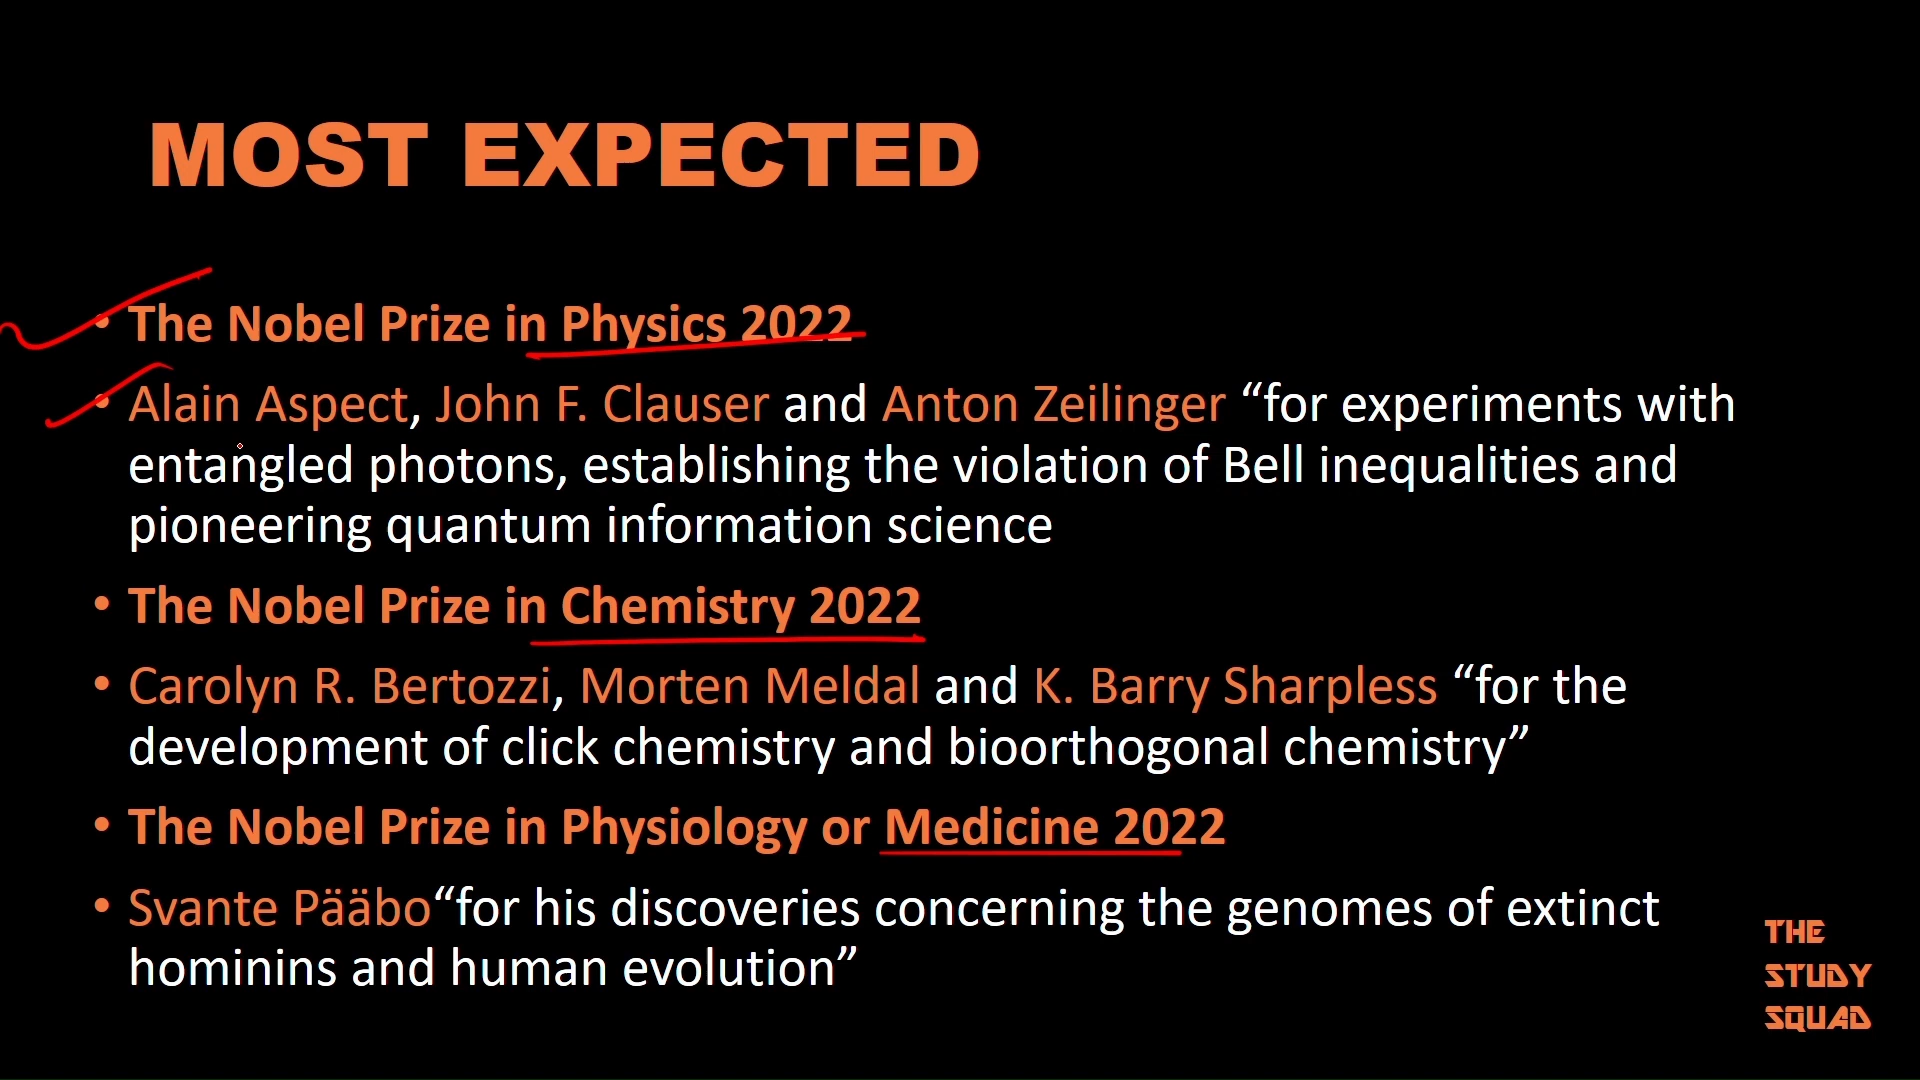 MOST EXPECTED
• The Nobel Prize in Physics 2022
• Alain Aspect, John F. Clauser and Anton Zeilinger “for experiments with
entangled photons, establishing the violation of Bell inequalities and
pioneering quantum information science
• The Nobel Prize in Chemistry 2022
• Carolyn R. Bertozzi, Morten Meldal and K. Barry Sharpless “for the
development of click chemistry and bioorthogonal chemistry”
• The Nobel Prize in Physiology or Medicine 2022
• Svante Pääbo“for his discoveries concerning the genomes of extinct
hominins and human evolution”
THE
STUDY
SQUAD